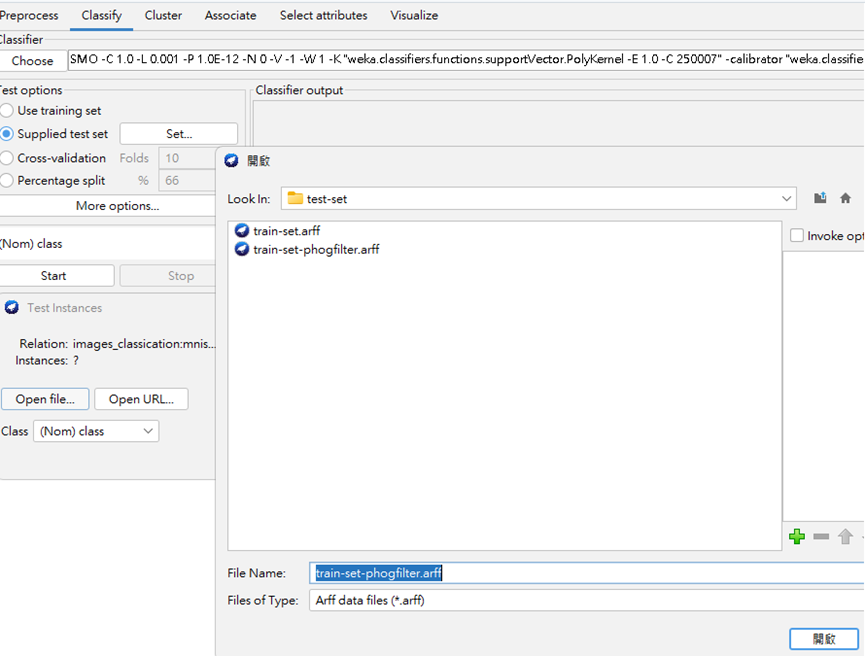 Preprocess Classify Cluster Associate Select attributes Visualize
Classifier
Choose SMO -C 1.0 -L 0.001 -P 1.0E-12 -N 0 -V -1 -W 1 -K "weka.classifiers.functions.supportVector.PolyKernel -E 1.0 -C 250007" -calibrator "weka.classifie
Test options
Classifier output
Use training set
Supplied test set Set...
Cross-validation Folds 10
Percentage split % 66
More options...
(Nom) class
Start Stop
Test Instances
Relation: images_classication:mnis...
Instances: ?
Open file... Open URL...
Class (Nom) class
開啟
Look In: test-set
train-set.arff
train-set-phogfilter.arff
Invoke opt
File Name: train-set-phogfilter.arff
Files of Type: Arff data files (*.arff)
開啟